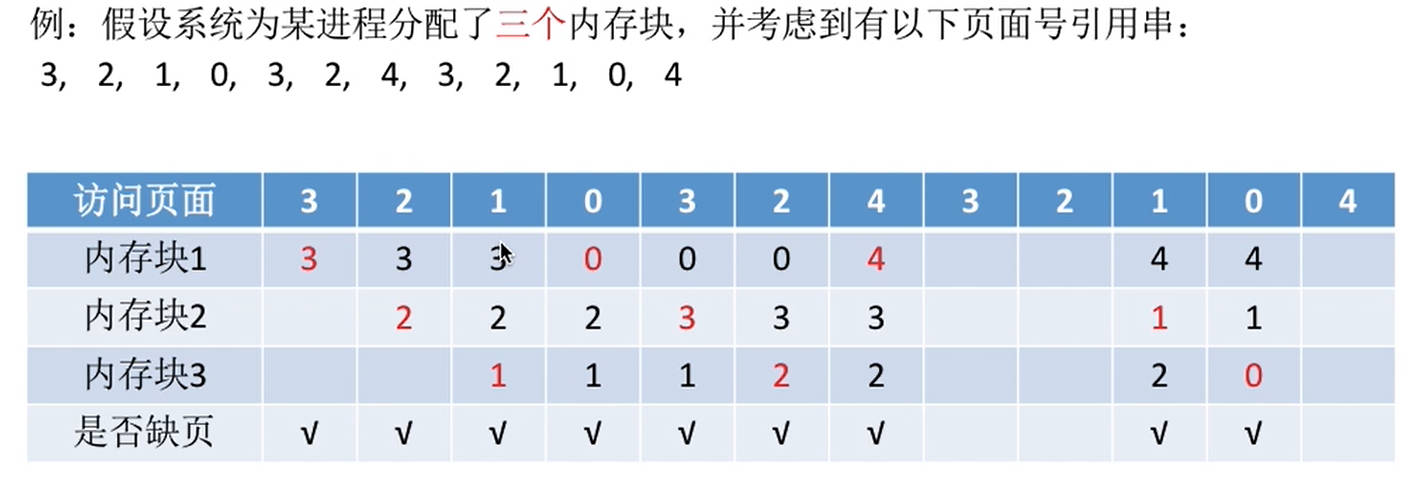 例：假设系统为某进程分配了三个内存块，并考虑到有以下页面号引用串：
3, 2, 1, 0, 3, 2, 4, 3, 2, 1, 0, 4
访问页面 3 2 1 0 3 2 4 3 2 1 0 4
内存块1 3 3 3 0 0 0 4 4 4
内存块2 2 2 2 3 3 3 1 1
内存块3 1 1 1 2 2 2 0
是否缺页 √ √ √ √ √ √ √ √ √